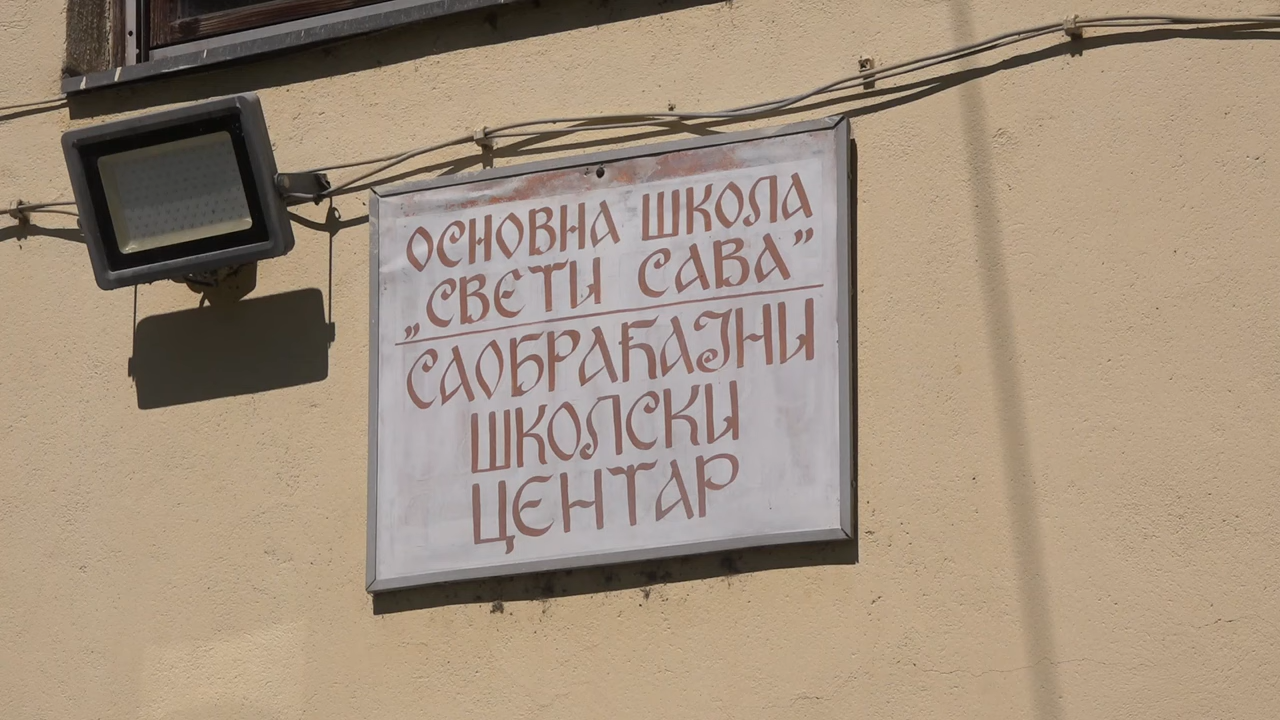 ОСНОВНА ШКОЛА
„СВЕТИ САВА”
САОБРАЋАЈНИ
ШКОЛСКИ
ЦЕНТАР